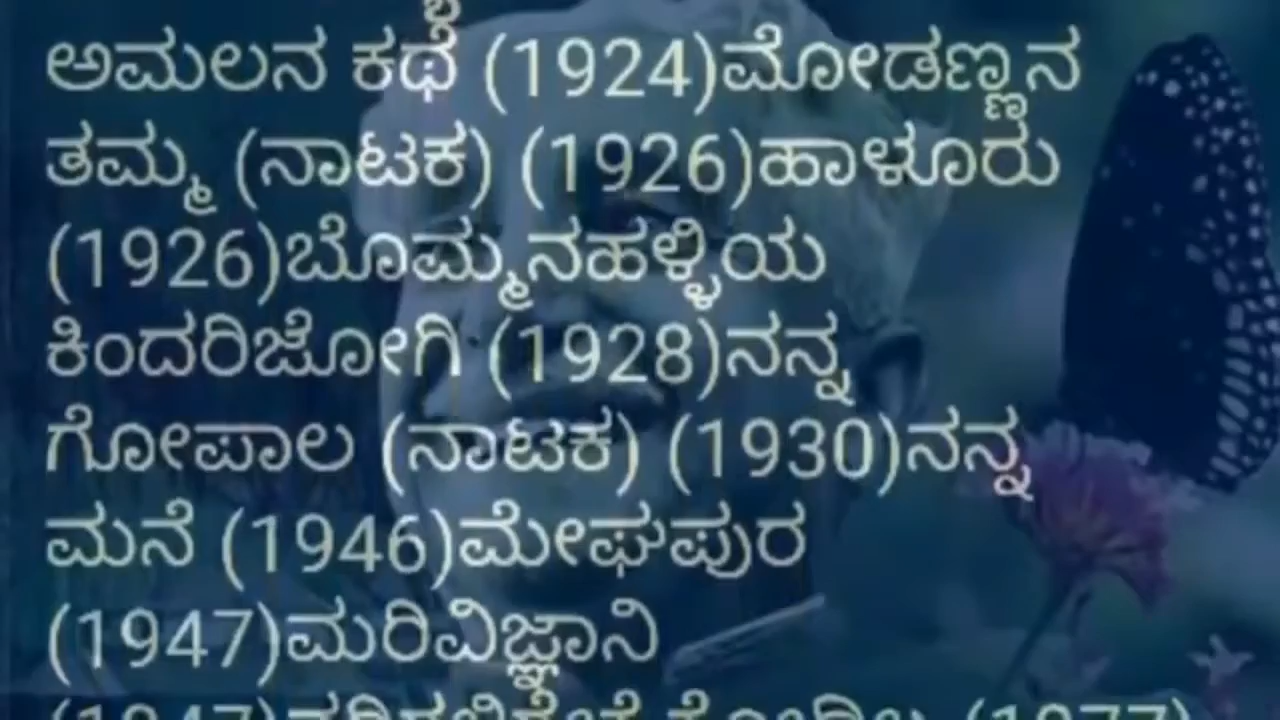 ಅಮಲನ ಕಥೆ (1924)ಮೋಡಣ್ಣನ
ತಮ್ಮ (ನಾಟಕ) (1926)ಹಾಳೂರು
(1926)ಬೊಮ್ಮನಹಳ್ಳಿಯ
ಕಿಂದರಿಜೋಗಿ (1928)ನನ್ನ
ಗೋಪಾಲ (ನಾಟಕ) (1930)ನನ್ನ
ಮನೆ (1946)ಮೇಘಪುರ
(1947)ಮರಿವಿಜ್ಞಾನಿ